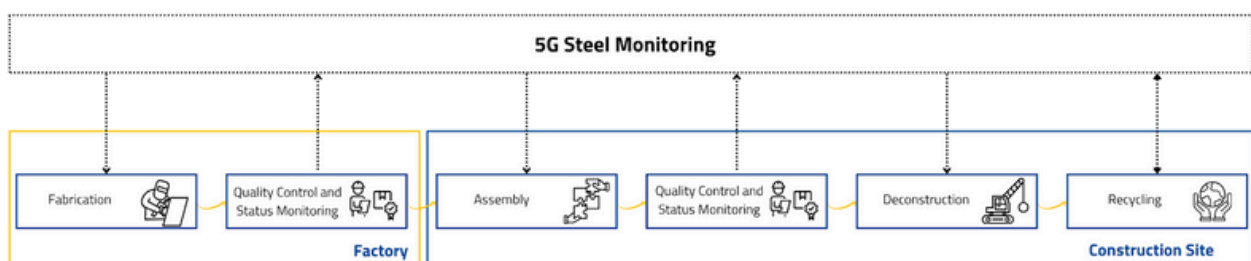 5G Steel Monitoring
Fabrication
Quality Control and
Status Monitoring
Assembly
Quality Control and
Status Monitoring
Deconstruction
Recycling
Factory
Construction Site